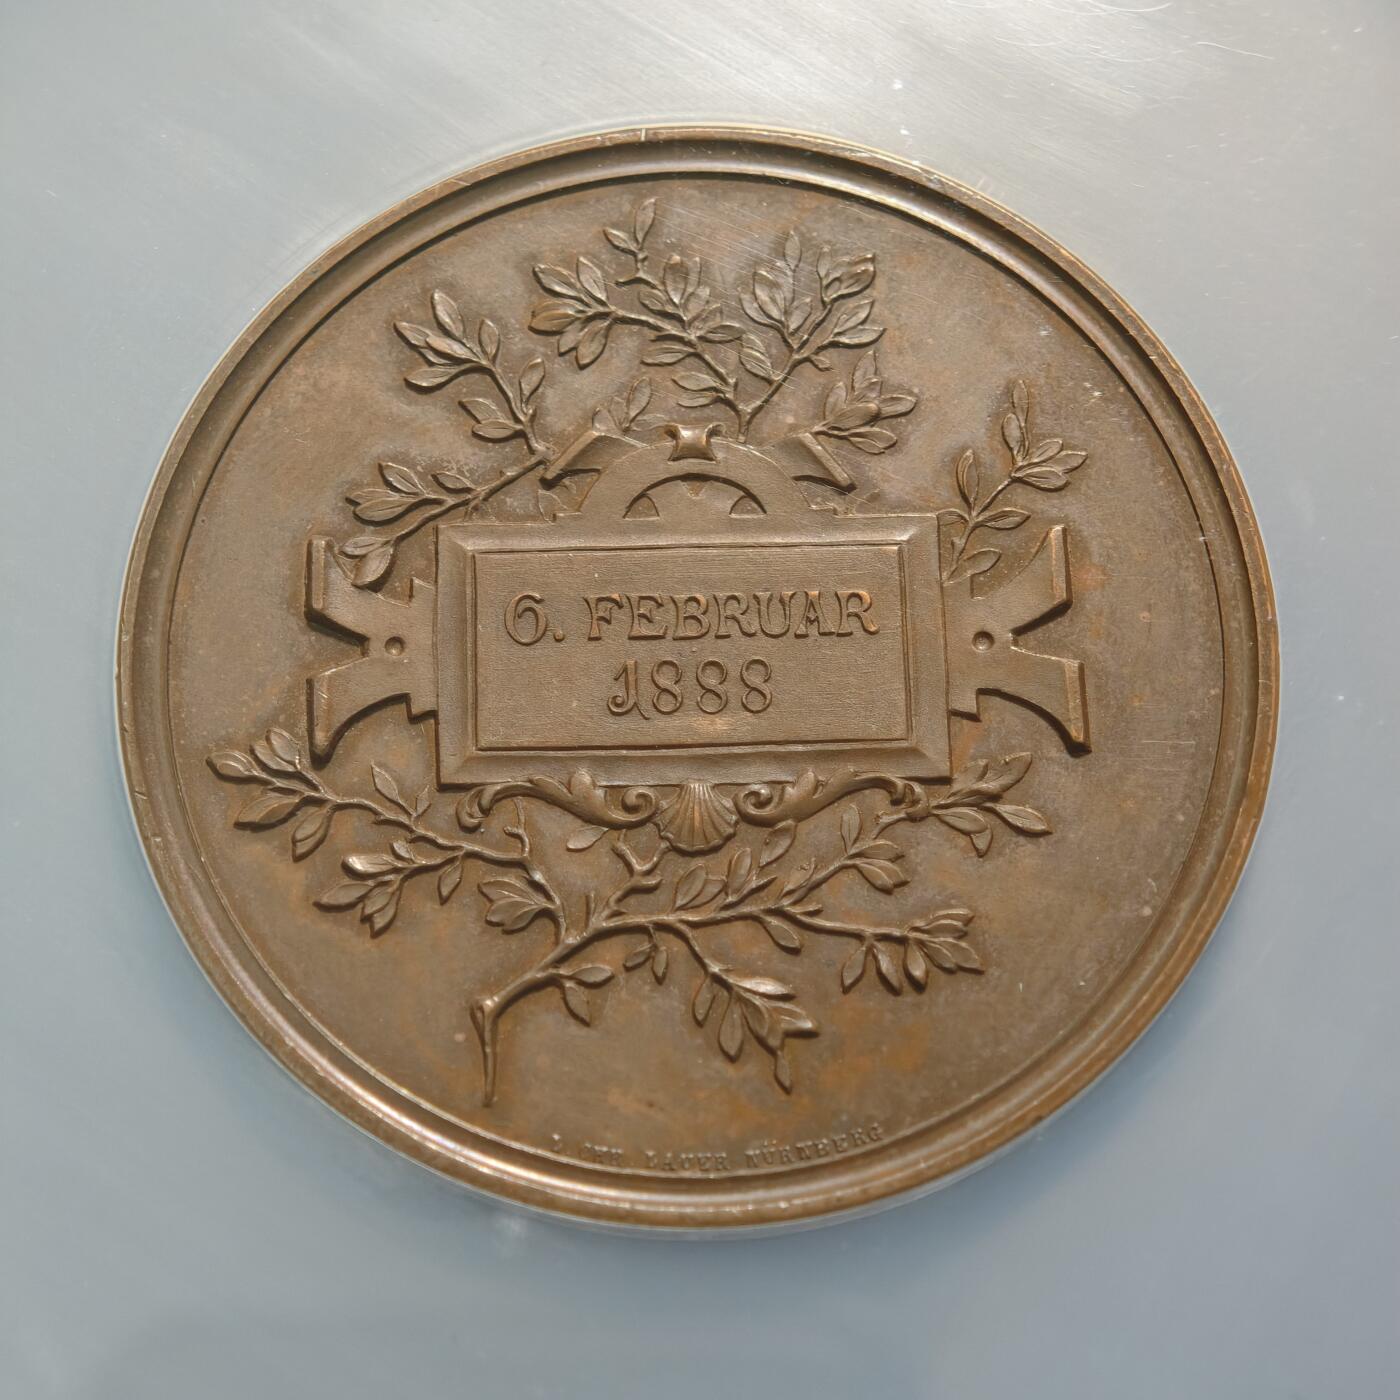 6. FEBRUAR
1888
L. CHR. LAUER NÜRNBERG